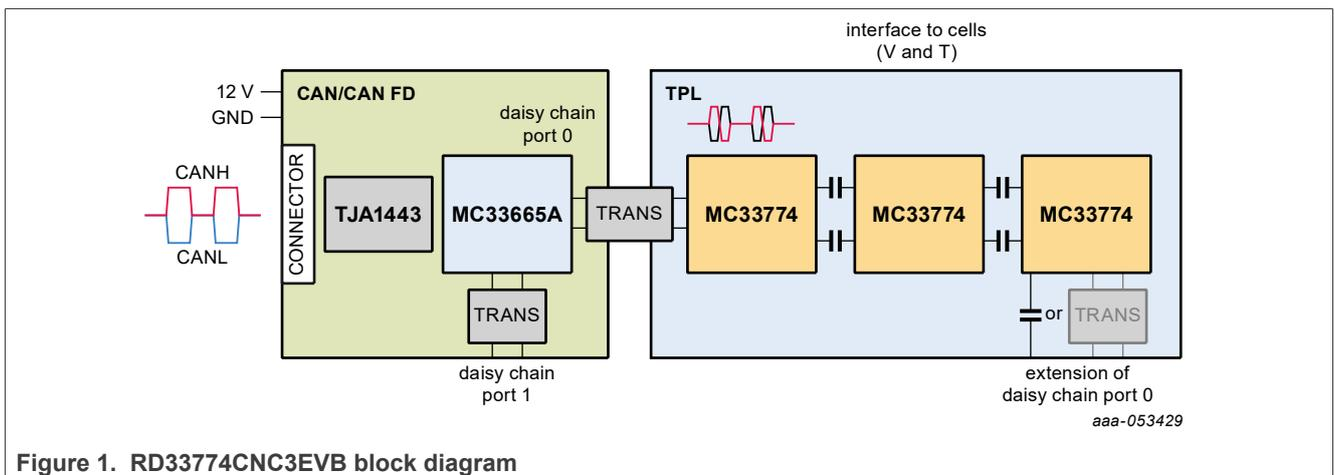 interface to cells
(V and T)
12 V
GND
CAN/CAN FD
daisy chain
port 0
TPL
CANH
CANL
CONNECTOR
TJA1443
MC33665A
TRANS
MC33774
MC33774
MC33774
TRANS
or
TRANS
daisy chain
port 1
extension of
daisy chain port 0
aaa-053429
Figure 1. RD33774CNC3EVB block diagram